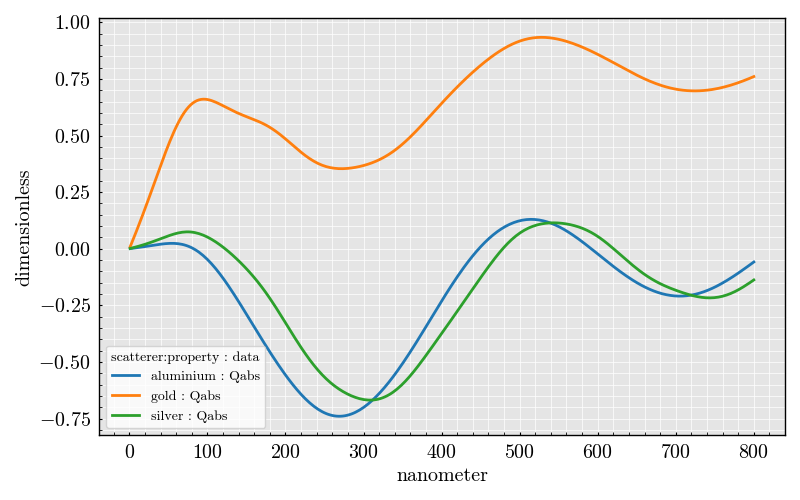 1.00
0.75
0.50
0.25
0.00
−0.25
−0.50
−0.75
dimensionless
scatterer:property : data
aluminium : Qabs
gold : Qabs
silver : Qabs
0 100 200 300 400 500 600 700 800
nanometer